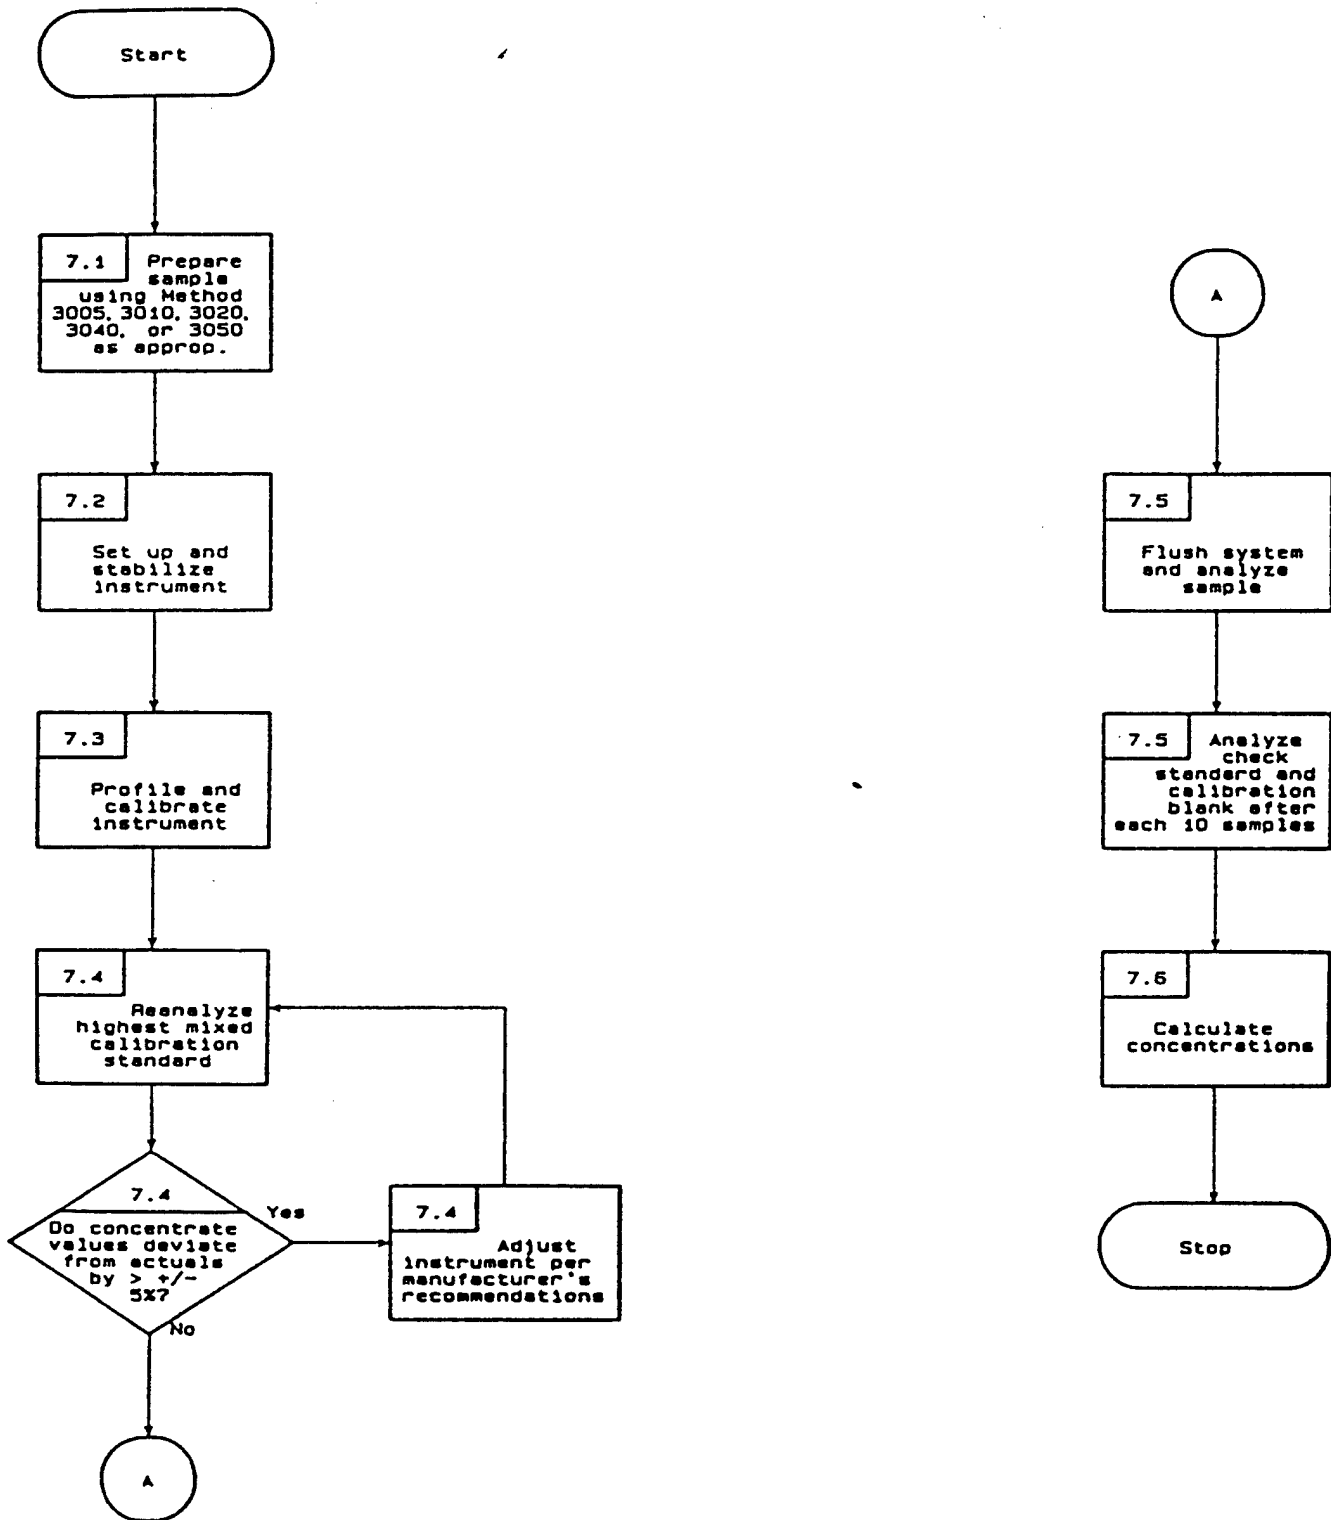 Start
7.1 Prepare
sample
using Method
3005, 3010, 3020,
3040, or 3050
as approp.
7.2
Set up and
stabilize
instrument
7.3
Profile and
calibrate
instrument
7.4
Reanalyze
highest mixed
calibration
standard
7.4
Do concentrate
values deviate
from actuals
by > +/-
5%?
Yes
No
7.4
Adjust
instrument per
manufacturer's
recommendations
A
A
7.5
Flush system
and analyze
sample
7.5 Analyze
check
standard and
calibration
blank after
each 10 samples
7.6
Calculate
concentrations
Stop